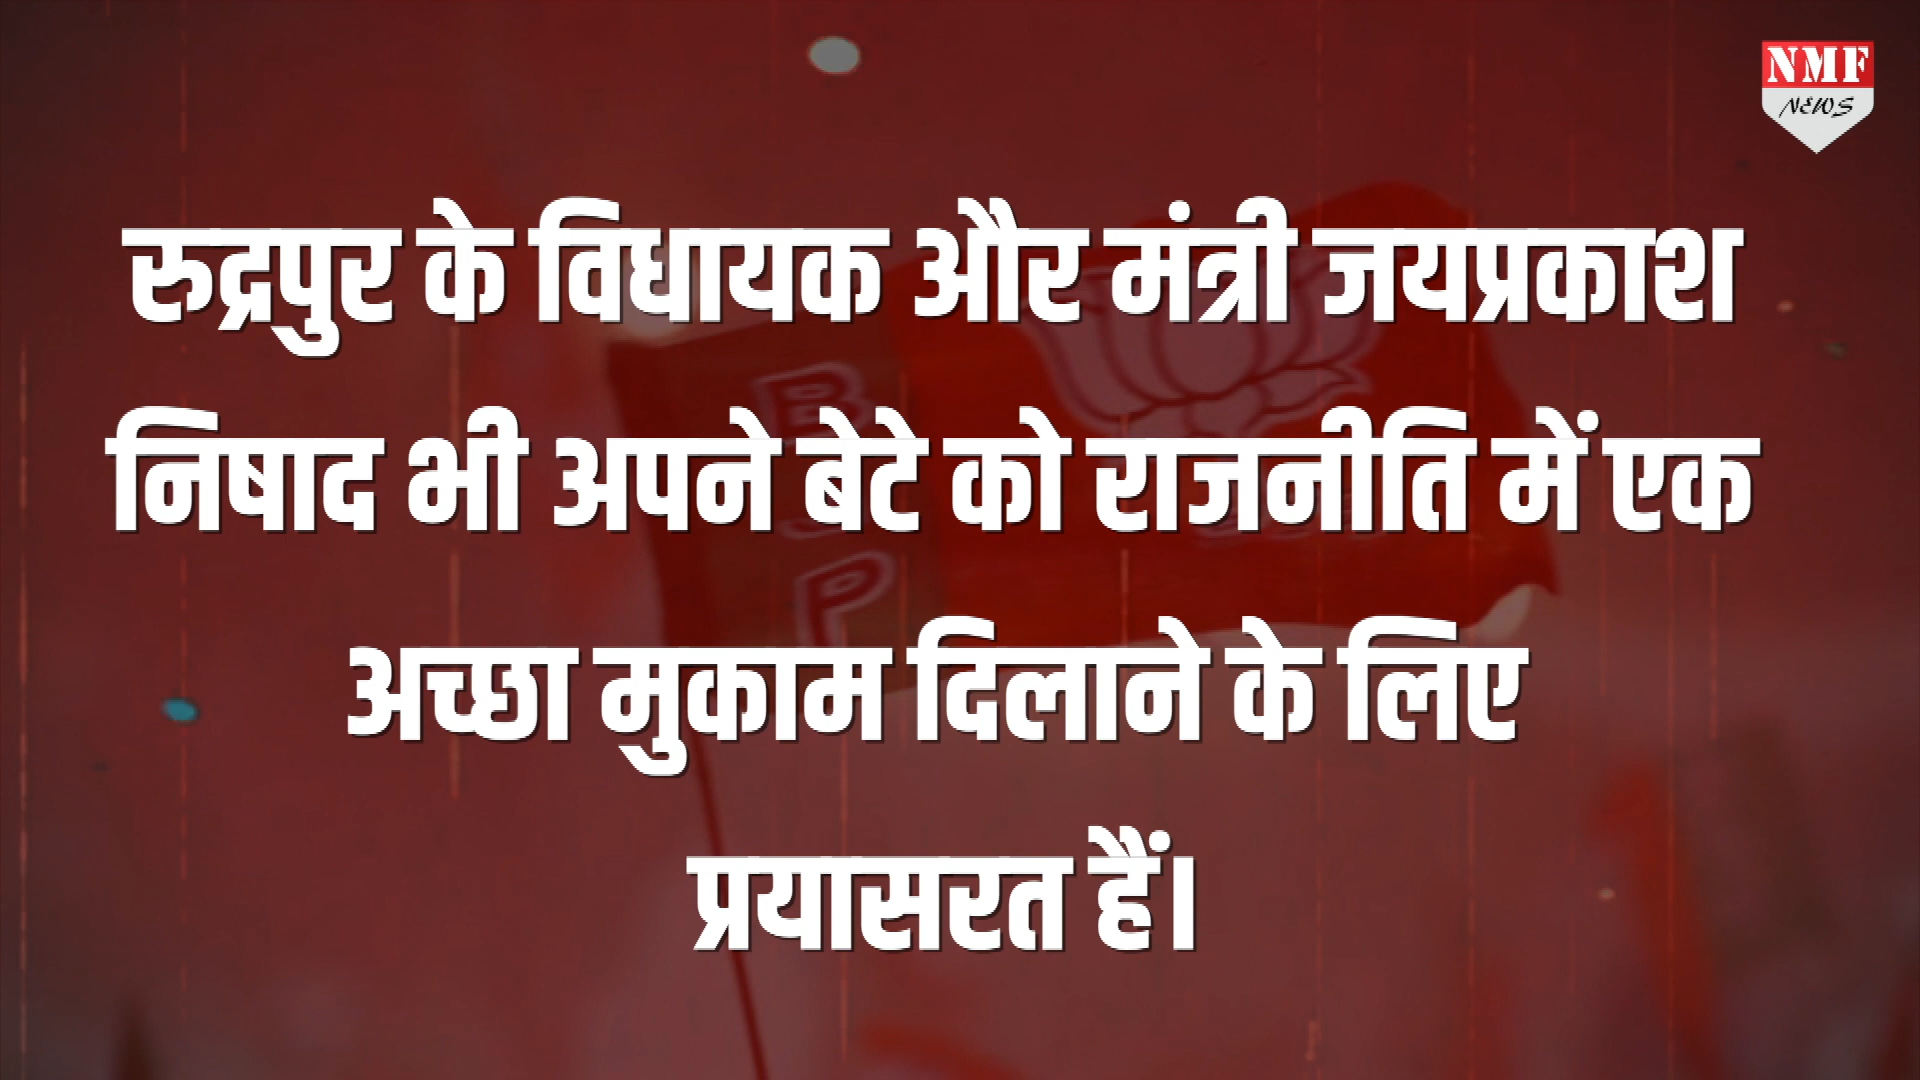 NMF
NEWS
रुद्रपुर के विधायक और मंत्री जयप्रकाश
निषाद भी अपने बेटे को राजनीति में एक
अच्छा मुकाम दिलाने के लिए
प्रयासरत हैं।
B
J
P